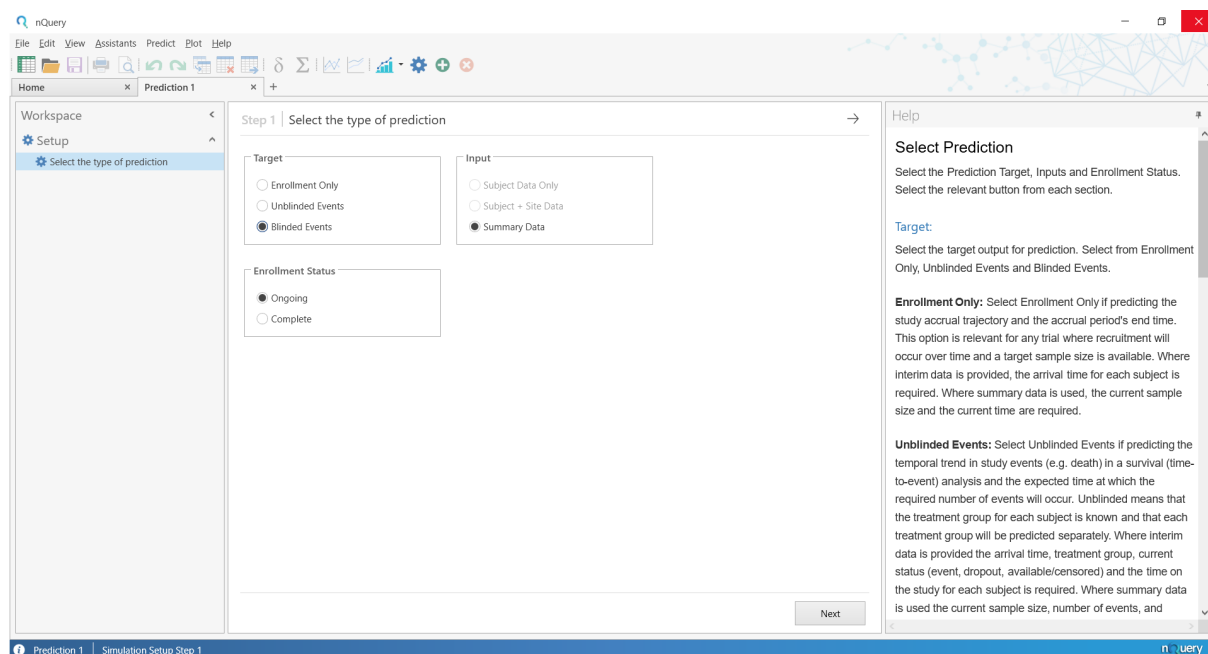 nQuery
File Edit View Assistants Predict Plot Help
Home × Prediction 1 × +
Workspace
Setup
Select the type of prediction
Step 1 | Select the type of prediction
Target
Enrollment Only
Unblinded Events
Blinded Events
Input
Subject Data Only
Subject + Site Data
Summary Data
Enrollment Status
Ongoing
Complete
Next
Help
Select Prediction
Select the Prediction Target, Inputs and Enrollment Status.
Select the relevant button from each section.
Target:
Select the target output for prediction. Select from Enrollment
Only, Unblinded Events and Blinded Events.
Enrollment Only: Select Enrollment Only if predicting the
study accrual trajectory and the accrual period's end time.
This option is relevant for any trial where recruitment will
occur over time and a target sample size is available. Where
interim data is provided, the arrival time for each subject is
required. Where summary data is used, the current sample
size and the current time are required.
Unblinded Events: Select Unblinded Events if predicting the
temporal trend in study events (e.g. death) in a survival (time-
to-event) analysis and the expected time at which the
required number of events will occur. Unblinded means that
the treatment group for each subject is known and that each
treatment group will be predicted separately. Where interim
data is provided the arrival time, treatment group, current
status (event, dropout, available/censored) and the time on
the study for each subject is required. Where summary data
is used the current sample size, number of events, and
Prediction 1 | Simulation Setup Step 1
nQuery